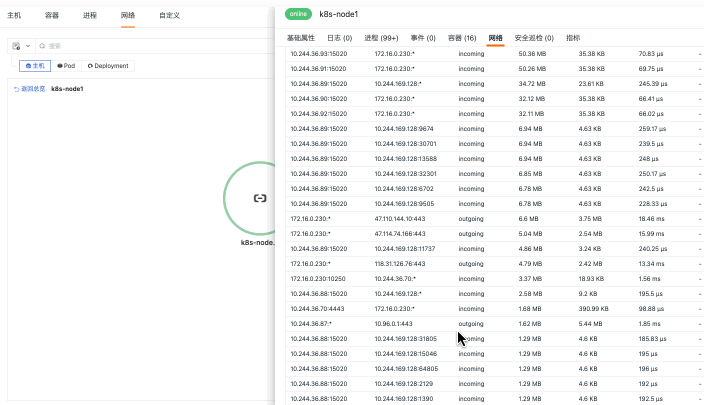 主机 容器 进程 网络 自定义
搜索
主机 Pod Deployment
返回总览 k8s-node1
k8s-node.
online k8s-node1
基础属性 日志 (0) 进程 (99+) 事件 (0) 容器 (16) 网络 安全巡检 (0) 指标
10.244.36.93:15020 172.16.0.230:* incoming 50.36 MB 35.38 KB 70.83 μs -
10.244.36.91:15020 172.16.0.230:* incoming 50.26 MB 35.38 KB 69.75 μs -
10.244.36.89:15020 10.244.169.128:* incoming 34.72 MB 23.61 KB 245.39 μs -
10.244.36.90:15020 172.16.0.230:* incoming 32.12 MB 35.38 KB 66.41 μs -
10.244.36.92:15020 172.16.0.230:* incoming 32.11 MB 35.38 KB 66.02 μs -
10.244.36.89:15020 10.244.169.128:9674 incoming 6.94 MB 4.63 KB 259.17 μs -
10.244.36.89:15020 10.244.169.128:30701 incoming 6.94 MB 4.63 KB 239.5 μs -
10.244.36.89:15020 10.244.169.128:13588 incoming 6.94 MB 4.63 KB 248 μs -
10.244.36.89:15020 10.244.169.128:32301 incoming 6.85 MB 4.63 KB 250.17 μs -
10.244.36.89:15020 10.244.169.128:6702 incoming 6.78 MB 4.63 KB 242.5 μs -
10.244.36.89:15020 10.244.169.128:9505 incoming 6.78 MB 4.63 KB 228.33 μs -
172.16.0.230:* 47.110.144.10:443 outgoing 6.6 MB 3.75 MB 18.46 ms -
172.16.0.230:* 47.114.74.166:443 outgoing 5.04 MB 2.54 MB 15.99 ms -
10.244.36.89:15020 10.244.169.128:11737 incoming 4.86 MB 3.24 KB 240.25 μs -
172.16.0.230:* 118.31.126.76:443 outgoing 4.79 MB 2.42 MB 13.34 ms -
172.16.0.230:10250 10.244.36.70:* incoming 3.37 MB 18.93 KB 1.56 ms -
10.244.36.88:15020 10.244.169.128:* incoming 2.58 MB 9.2 KB 195.5 μs -
10.244.36.70:4443 172.16.0.230:* incoming 1.68 MB 390.99 KB 98.88 μs -
10.244.36.87:* 10.96.0.1:443 outgoing 1.62 MB 5.44 MB 1.85 ms -
10.244.36.88:15020 10.244.169.128:31805 incoming 1.29 MB 4.6 KB 185.83 μs -
10.244.36.88:15020 10.244.169.128:15046 incoming 1.29 MB 4.6 KB 195 μs -
10.244.36.88:15020 10.244.169.128:64805 incoming 1.29 MB 4.6 KB 196 μs -
10.244.36.88:15020 10.244.169.128:2129 incoming 1.29 MB 4.6 KB 192 μs -
10.244.36.88:15020 10.244.169.128:1390 incoming 1.29 MB 4.6 KB 192.5 μs -